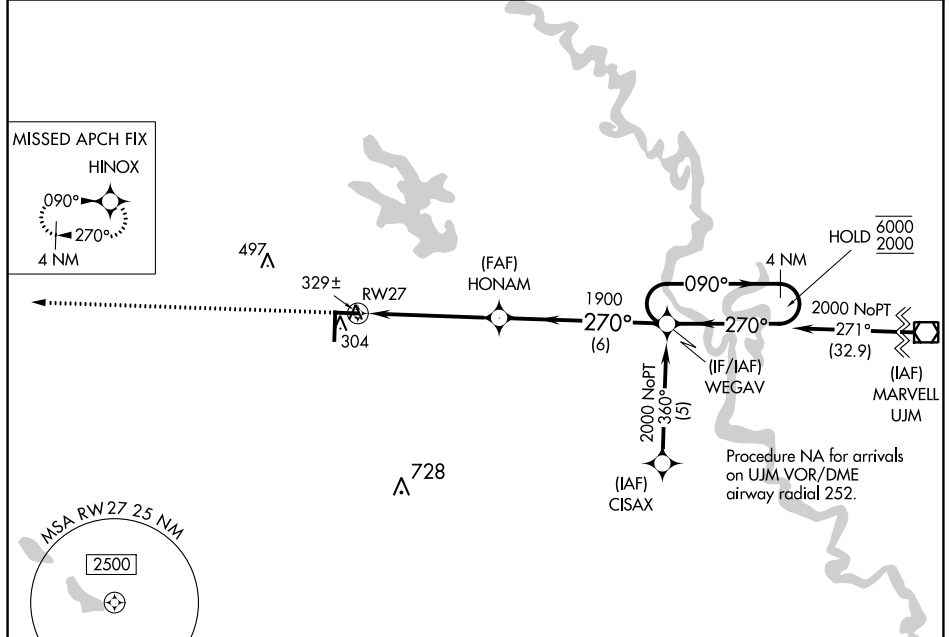 MISSED APCH FIX
HINOX
090°
270°
4 NM
497
329±
RW27
304
(FAF)
HONAM
1900
270°
(6)
090°
4 NM
270°
HOLD 6000
2000
2000 NoPT
271°
(32.9)
(IF/IAF)
WEGAV
(IAF)
MARVELL
UJM
2000 NoPT
360°
(5)
(IAF)
CISAX
Procedure NA for arrivals
on UJM VOR/DME
airway radial 252.
728
MSA RW27 25 NM
2500